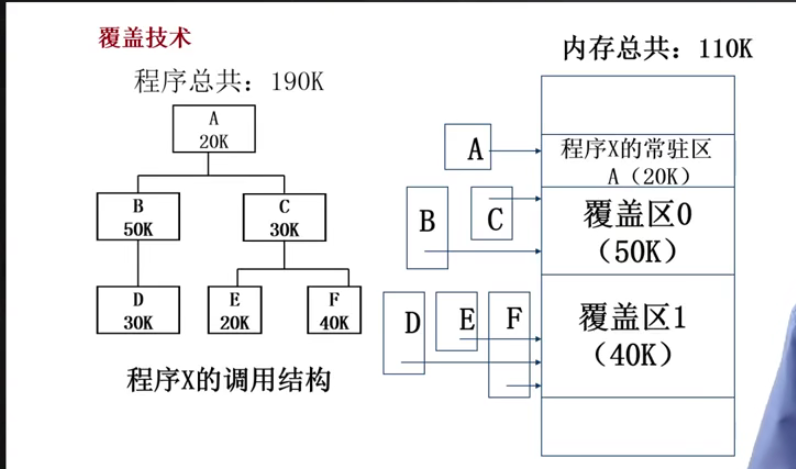 覆盖技术
程序总共：190K
A
20K
B
50K
C
30K
D
30K
E
20K
F
40K
程序X的调用结构
内存总共：110K
A
程序X的常驻区
A（20K）
B
C
覆盖区0
（50K）
D
E
F
覆盖区1
（40K）